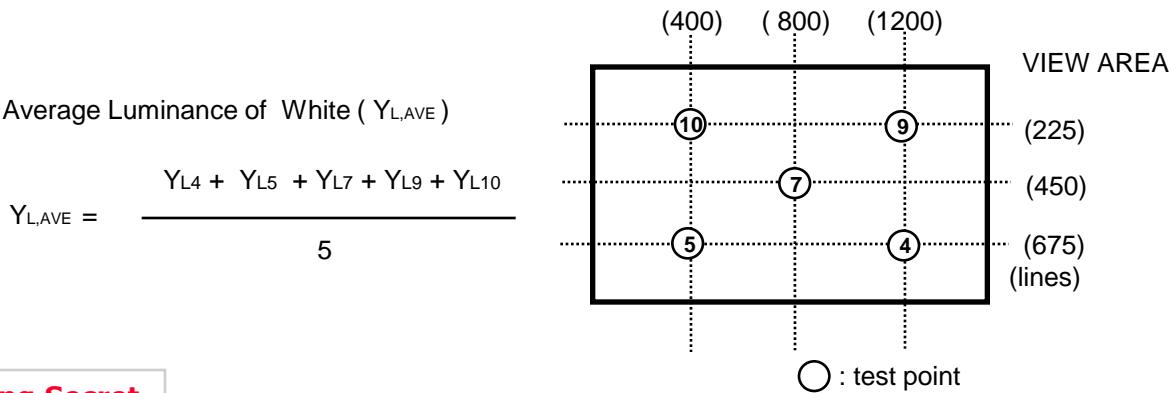 (400) ( 800) (1200)
VIEW AREA
Average Luminance of White ( YL,AVE )
10 9 (225)
YL4 + YL5 + YL7 + YL9 + YL10
7 (450)
YL,AVE =
5
5 4 (675)
(lines)
: test point